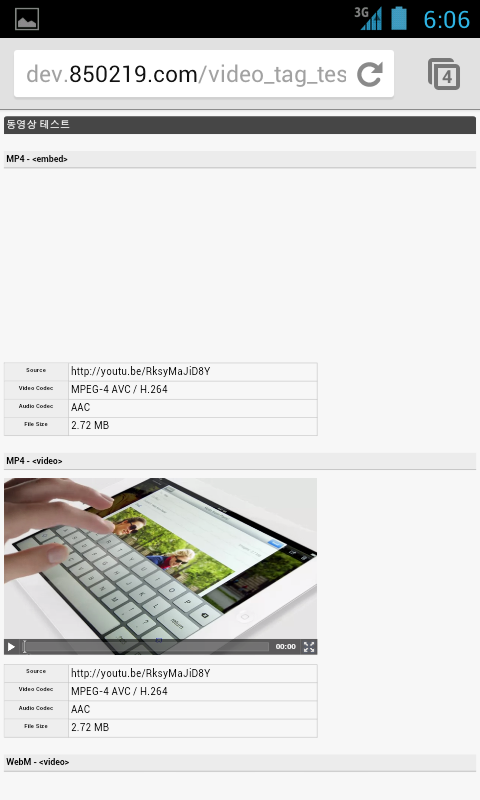 3G 6:06
dev.850219.com/video_tag_tes
4
동영상 테스트
MP4 - <embed>
Source http://youtu.be/RksyMaJiD8Y
Video Codec MPEG-4 AVC / H.264
Audio Codec AAC
File Size 2.72 MB
MP4 - <video>
return
00:00
Source http://youtu.be/RksyMaJiD8Y
Video Codec MPEG-4 AVC / H.264
Audio Codec AAC
File Size 2.72 MB
WebM - <video>